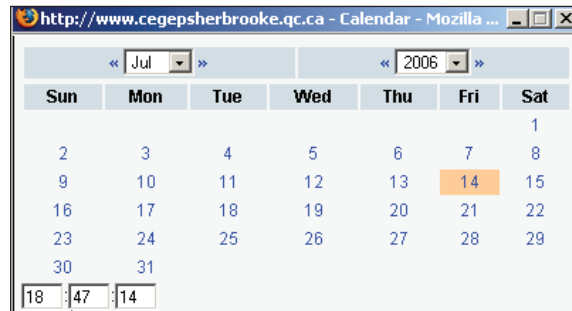 http://www.cegepsherbrooke.qc.ca - Calendar - Mozilla ...
« Jul » « 2006 »
Sun Mon Tue Wed Thu Fri Sat
1
2 3 4 5 6 7 8
9 10 11 12 13 14 15
16 17 18 19 20 21 22
23 24 25 26 27 28 29
30 31
18 :47 :14